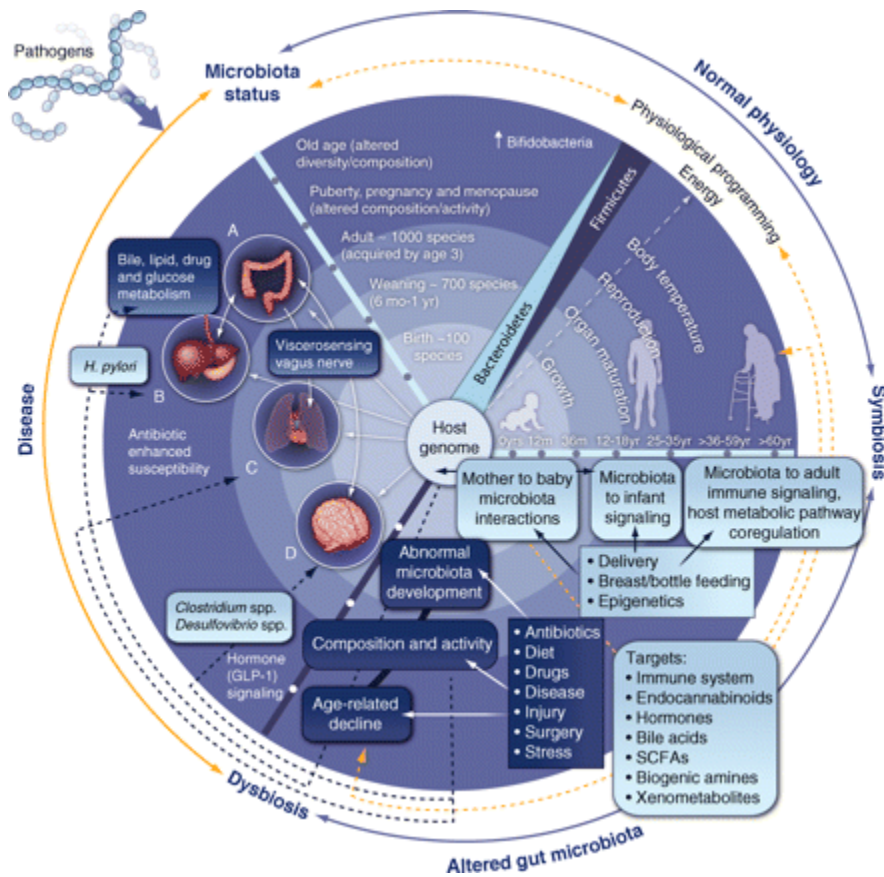 Pathogens
Microbiota
status
Normal physiology
Physiological programming
Energy
Old age (altered
diversity/composition)
↑ Bifidobacteria
Puberty, pregnancy and menopause
(altered composition/activity)
Adult ~ 1000 species
(acquired by age 3)
Weaning ~ 700 species
(6 mo-1 yr)
Birth ~100
species
Firmicutes
Bacteroidetes
Body temperature
Reproduction
Organ maturation
Growth
A
Bile, lipid, drug
and glucose
metabolism
Viscerosensing
vagus nerve
H. pylori
B
Disease
Antibiotic
enhanced
susceptibility
C
Host
genome
0yrs 12m 36m 12-18yr 25-35yr >36-59yr >60yr
Symbiosis
Mother to baby
microbiota
interactions
Microbiota
to infant
signaling
Microbiota to adult
immune signaling,
host metabolic pathway
coregulation
D
Abnormal
microbiota
development
• Delivery
• Breast/bottle feeding
• Epigenetics
Clostridium spp.
Desulfovibrio spp.
Composition and activity
• Antibiotics
• Diet
• Drugs
• Disease
• Injury
• Surgery
• Stress
Hormone
(GLP-1)
signaling
Age-related
decline
Targets:
• Immune system
• Endocannabinoids
• Hormones
• Bile acids
• SCFAs
• Biogenic amines
• Xenometabolites
Dysbiosis
Altered gut microbiota